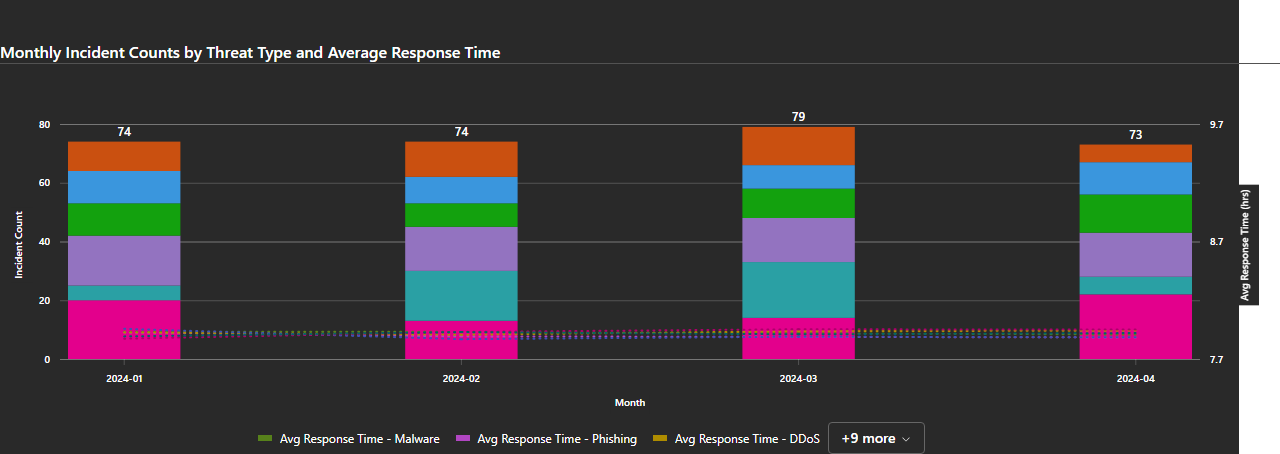 Monthly Incident Counts by Threat Type and Average Response Time
74
74
79
73
80
60
40
20
0
9.7
8.7
7.7
Incident Count
Avg Response Time (hrs)
2024-01
2024-02
2024-03
2024-04
Month
Avg Response Time - Malware
Avg Response Time - Phishing
Avg Response Time - DDoS
+9 more